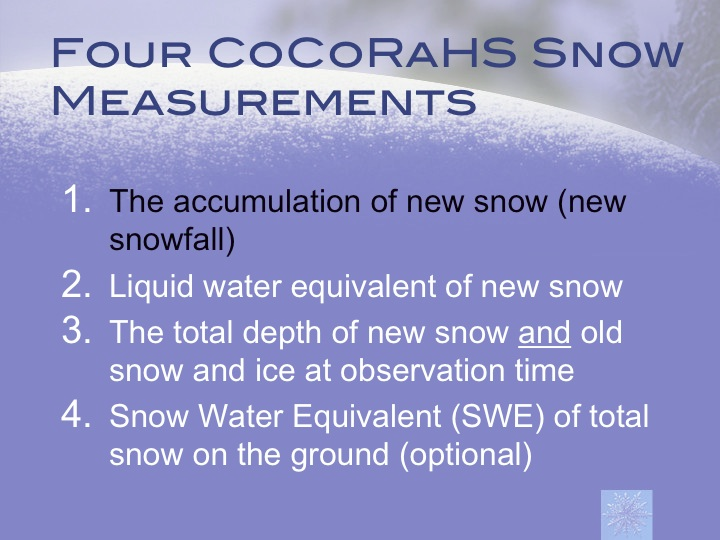 Four CoCoRaHS Snow
Measurements
1. The accumulation of new snow (new
snowfall)
2. Liquid water equivalent of new snow
3. The total depth of new snow and old
snow and ice at observation time
4. Snow Water Equivalent (SWE) of total
snow on the ground (optional)